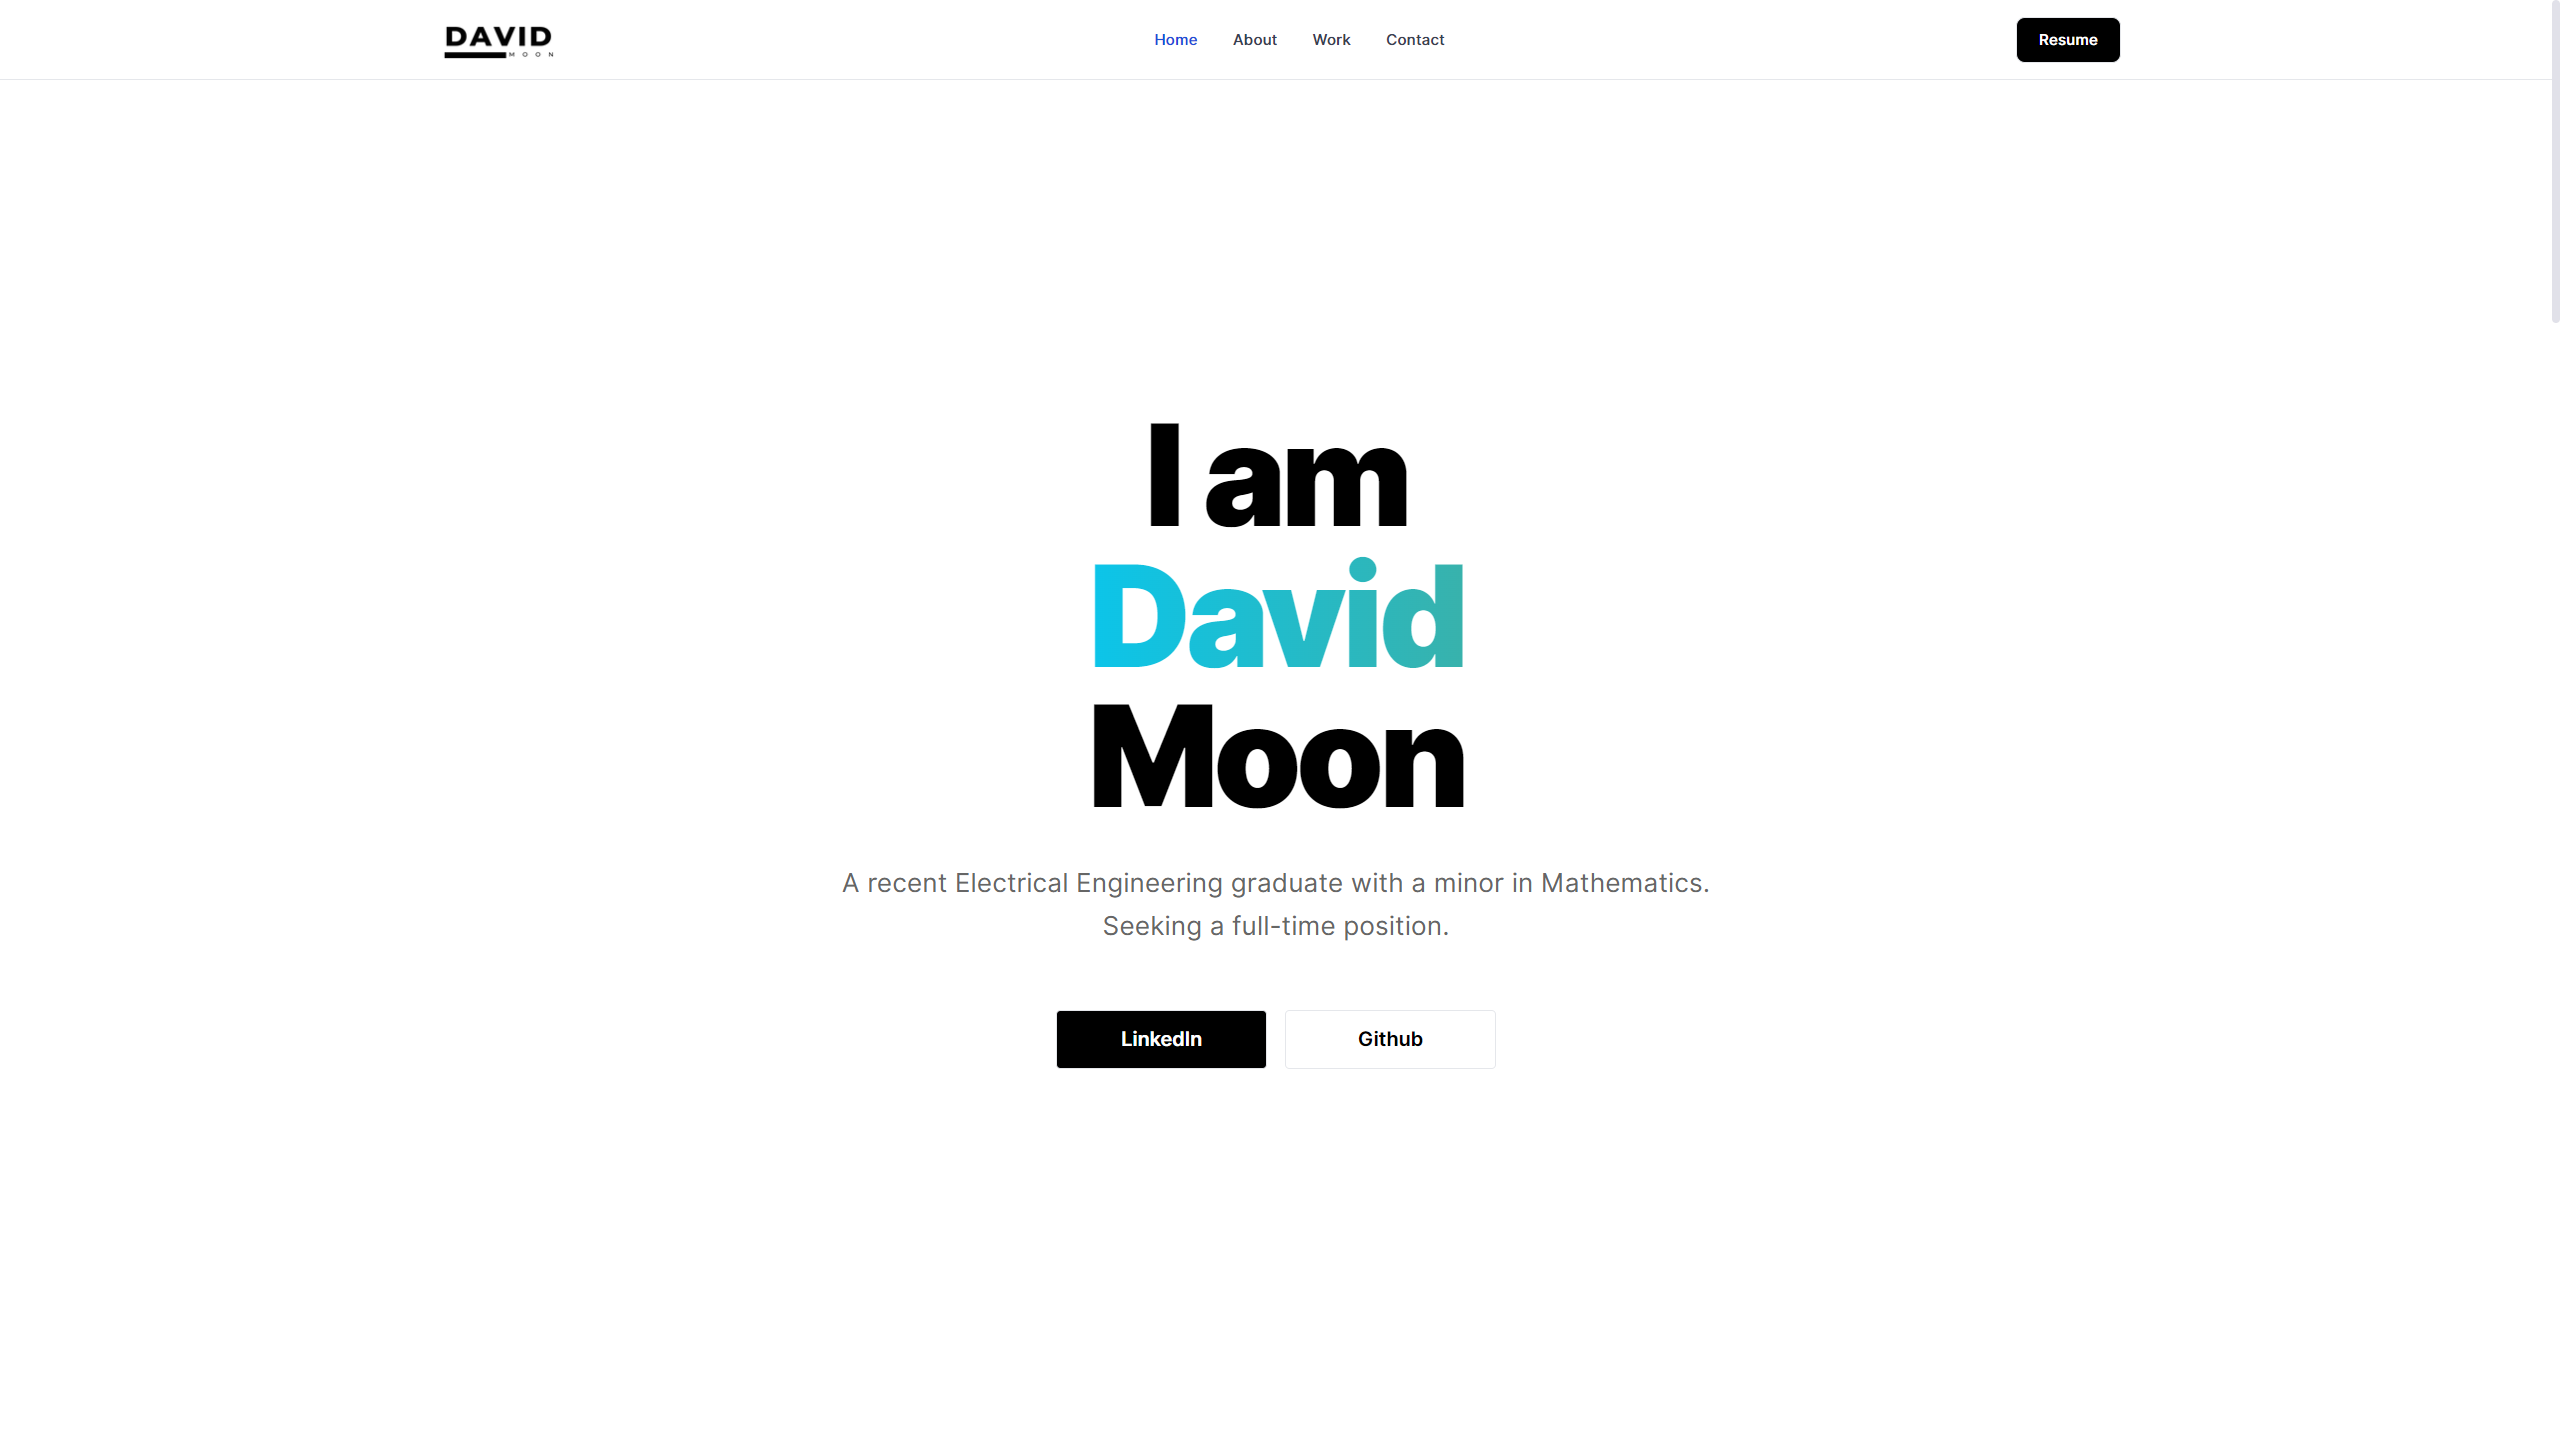 DAVID
MOON
Home
About
Work
Contact
Resume
I am
David
Moon
A recent Electrical Engineering graduate with a minor in Mathematics.
Seeking a full-time position.
LinkedIn
Github